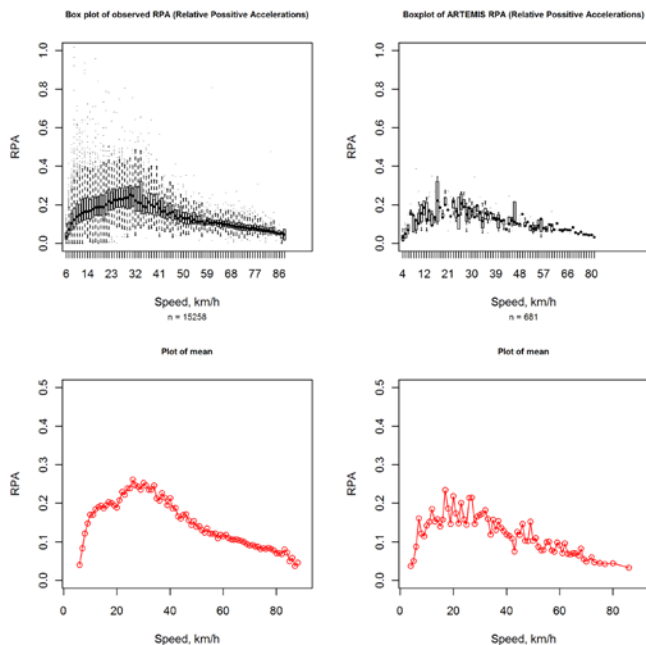 Box plot of observed RPA (Relative Possitive Accelerations)
RPA
1.0
0.8
0.6
0.4
0.2
0.0
6 14 23 32 41 50 59 68 77 86
Speed, km/h
n = 15258
Boxplot of ARTEMIS RPA (Relative Possitive Accelerations)
RPA
1.0
0.8
0.6
0.4
0.2
0.0
4 12 21 30 39 48 57 66 80
Speed, km/h
n = 681
Plot of mean
RPA
0.5
0.4
0.3
0.2
0.1
0.0
0 20 40 60 80
Speed, km/h
Plot of mean
RPA
0.5
0.4
0.3
0.2
0.1
0.0
0 20 40 60 80
Speed, km/h